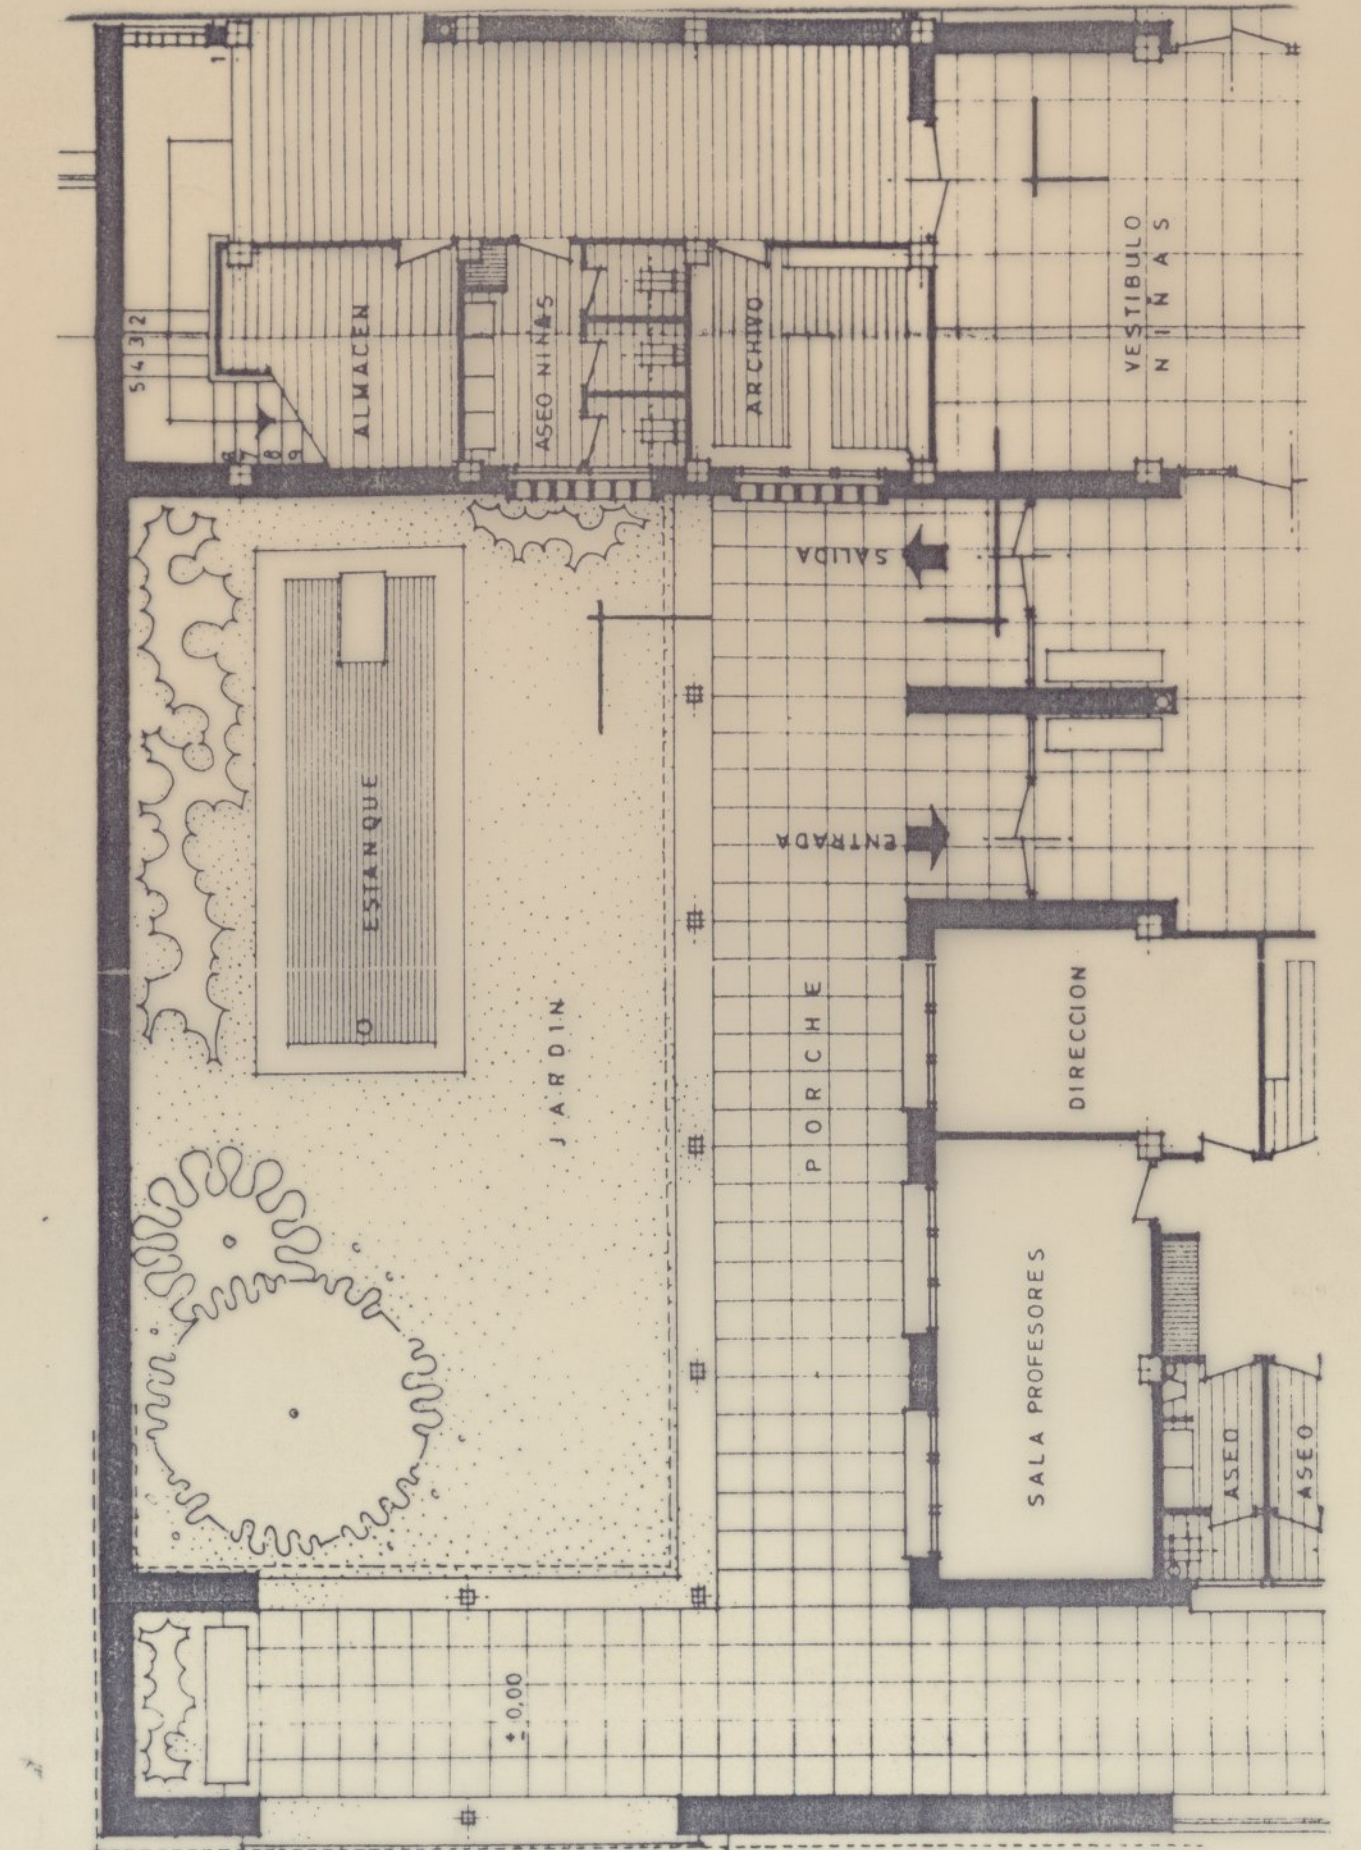 1
2
3
4
5
6
7
8
9
ALMACEN
ASEO NIÑAS
ARCHIVO
VESTIBULO
NIÑAS
SALIDA
ENTRADA
ESTANQUE
JARDIN
PORCHE
DIRECCION
SALA PROFESORES
ASEO
ASEO
± 0,00